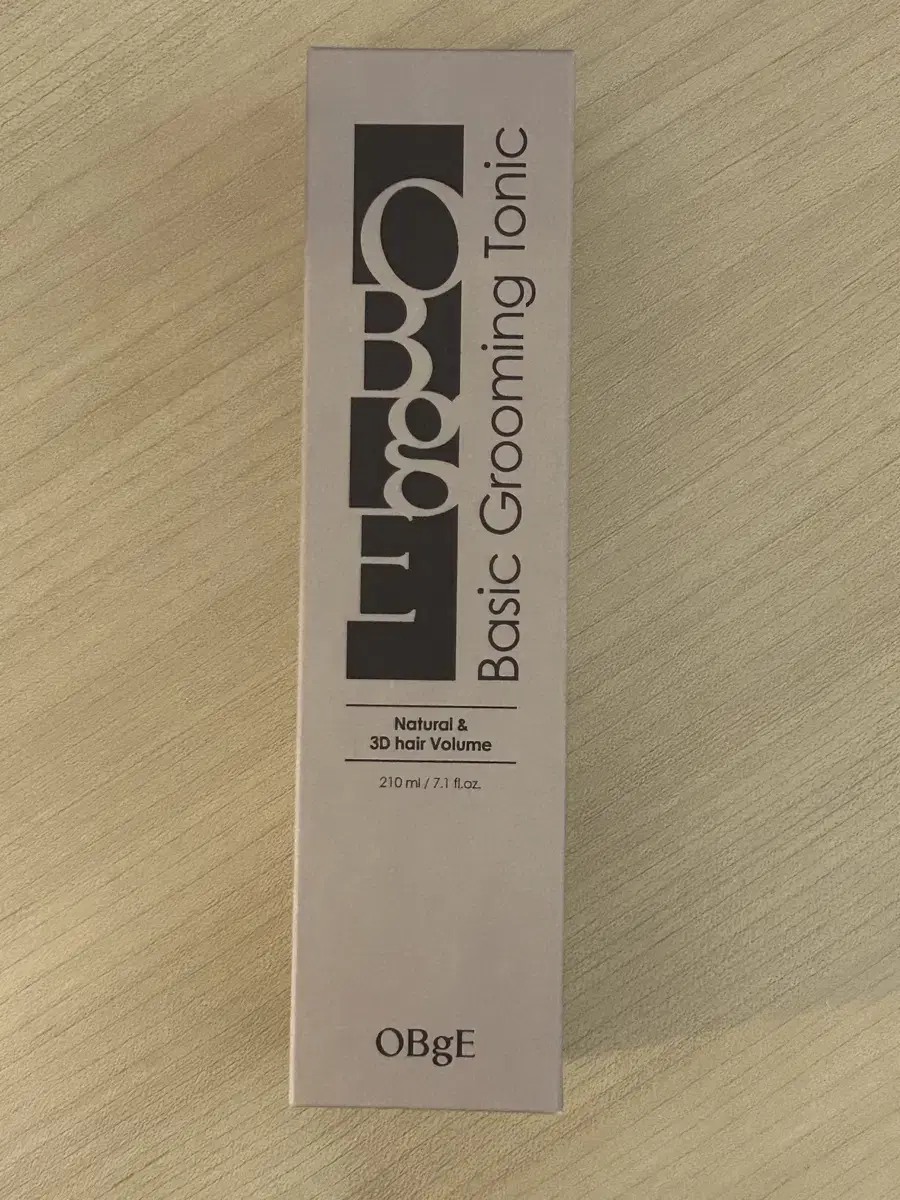 OBgE
Basic Grooming Tonic
Natural &
3D hair Volume
210 ml / 7.1 fl.oz.
OBgE